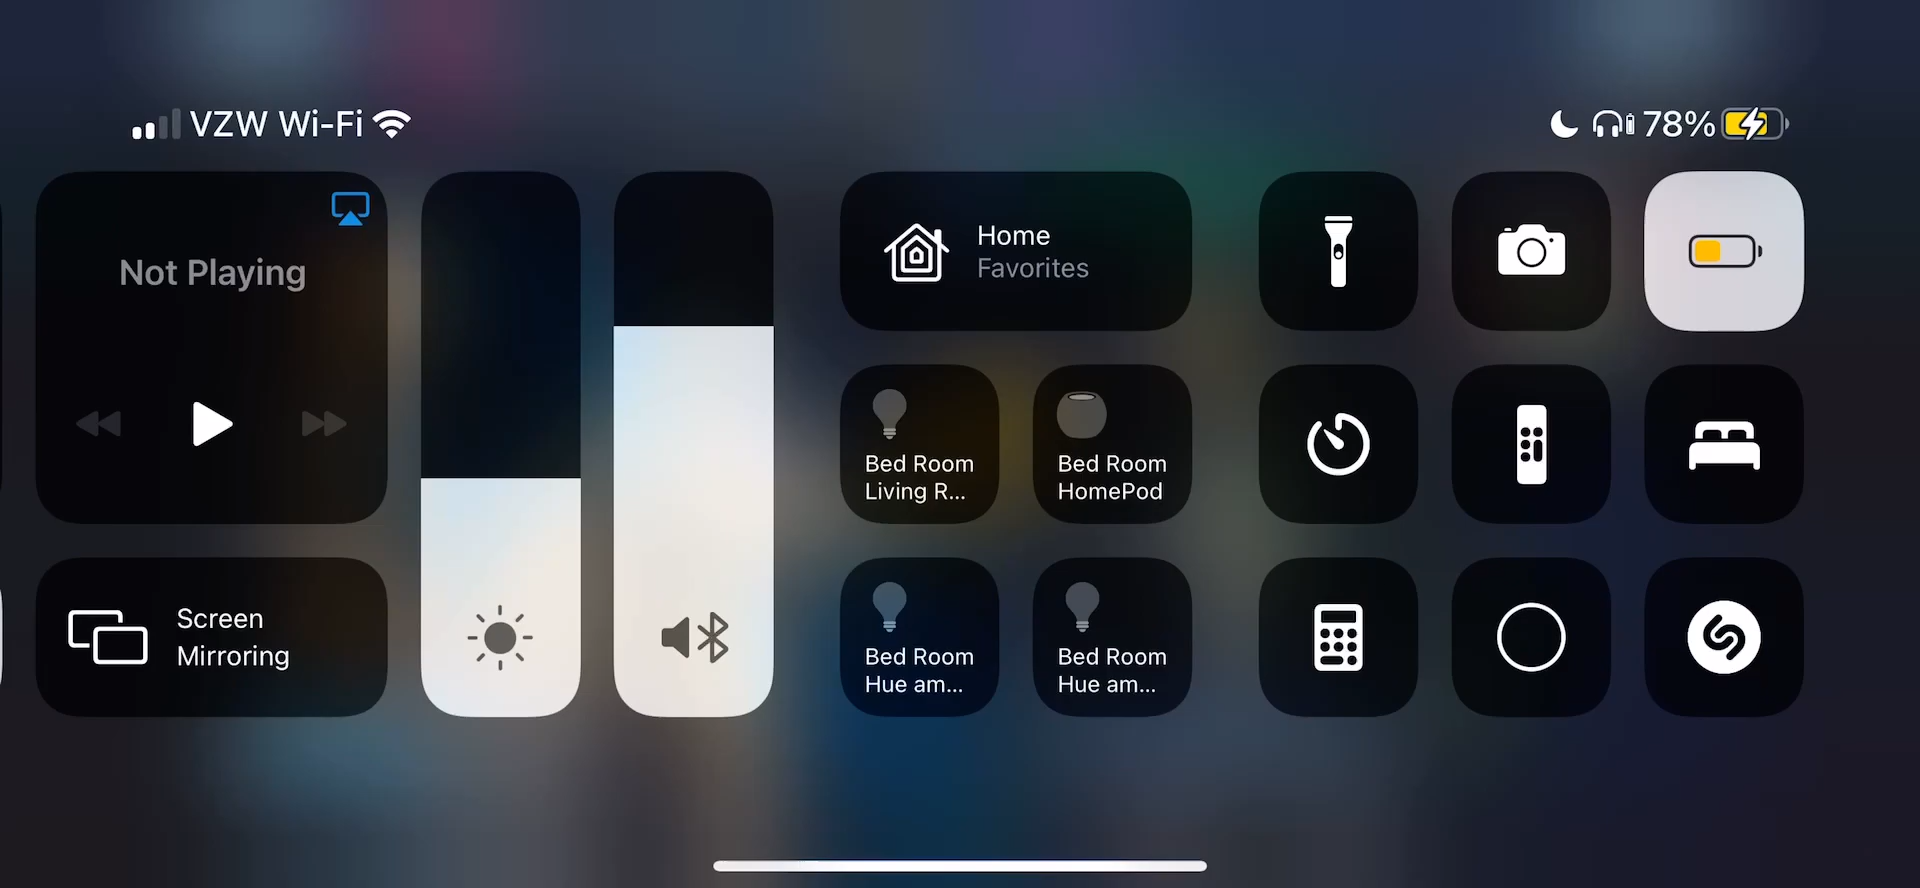 VZW Wi-Fi
78%
Not Playing
Screen
Mirroring
Home
Favorites
Bed Room
Living R...
Bed Room
HomePod
Bed Room
Hue am...
Bed Room
Hue am...